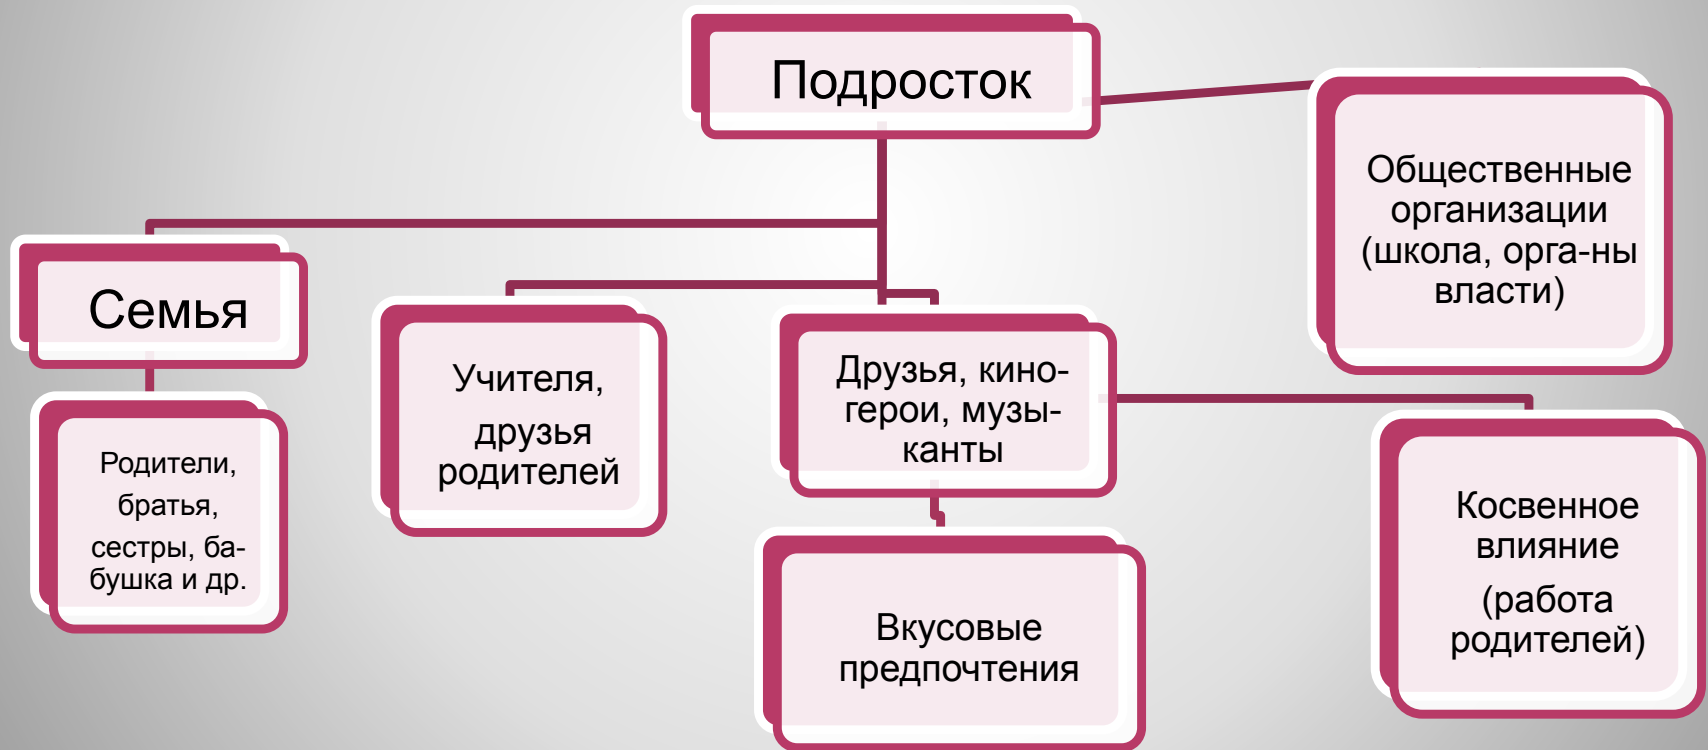 Подросток
Общественные
организации
(школа, орга-ны
власти)
Семья
Родители,
братья,
сестры, ба-
бушка и др.
Учителя,
друзья
родителей
Друзья, кино-
герои, музы-
канты
Вкусовые
предпочтения
Косвенное
влияние
(работа
родителей)